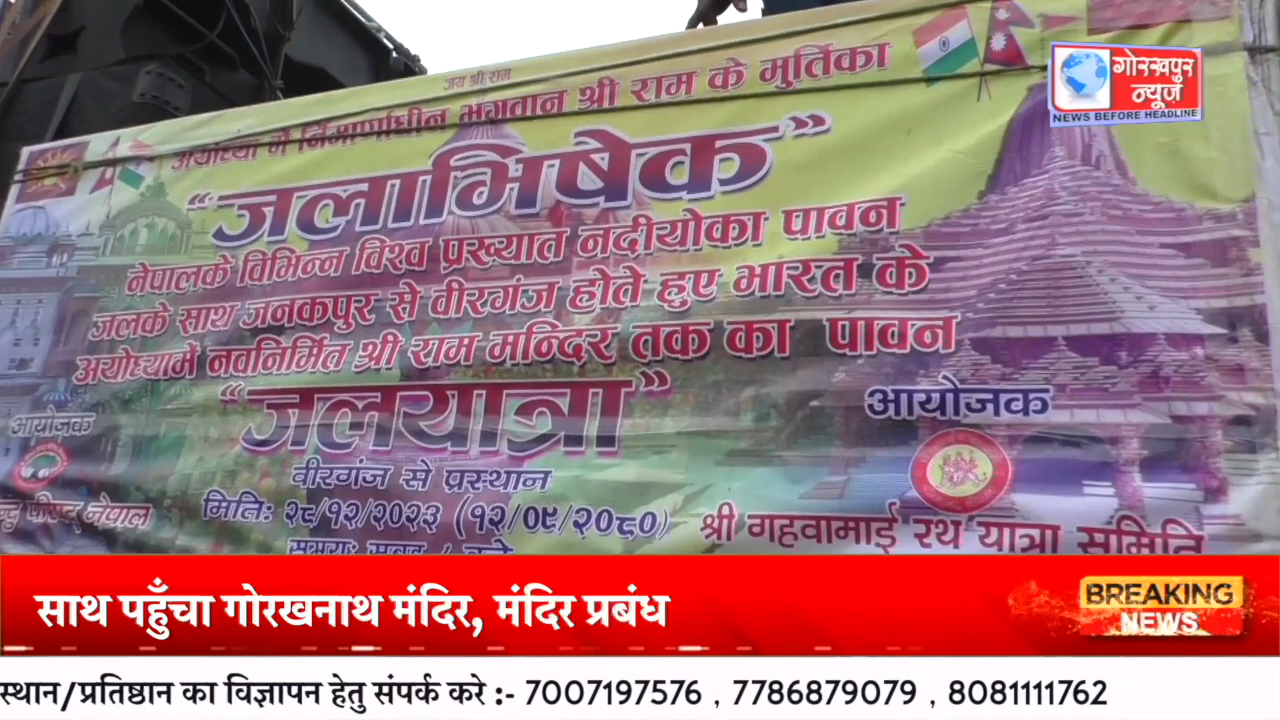 जय श्री राम
अयोध्या में निर्माणाधीन भगवान श्री राम के मुर्तिका
“जलाभिषेक”
नेपालके विभिन्न विश्व प्रख्यात नदीयोका पावन
जलके साथ जनकपुर से वीरगंज होते हुए भारत के
अयोध्यामें नवनिर्मित श्री राम मन्दिर तक का पावन
“जलयात्रा”
वीरगंज से प्रस्थान
मितिः २८/१२/२०२३ (१२/०९/२०८०)
आयोजक
नेपाल
आयोजक
श्री गहवामाई रथ यात्रा समिति
गोरखपुर
न्यूज़
NEWS BEFORE HEADLINE
साथ पहुँचा गोरखनाथ मंदिर, मंदिर प्रबंध
BREAKING
NEWS
स्थान/प्रतिष्ठान का विज्ञापन हेतु संपर्क करे :- 7007197576 , 7786879079 , 8081111762